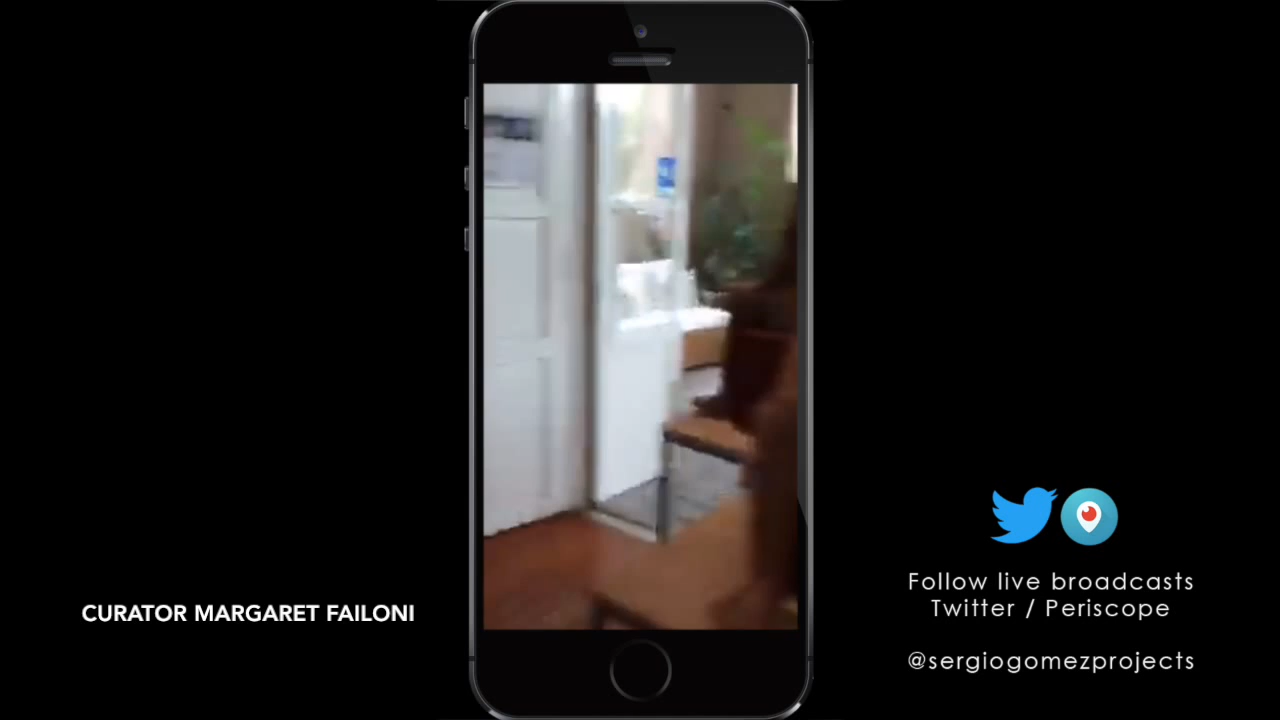 CURATOR MARGARET FAILONI
Follow live broadcasts
Twitter / Periscope
@sergiogomezprojects